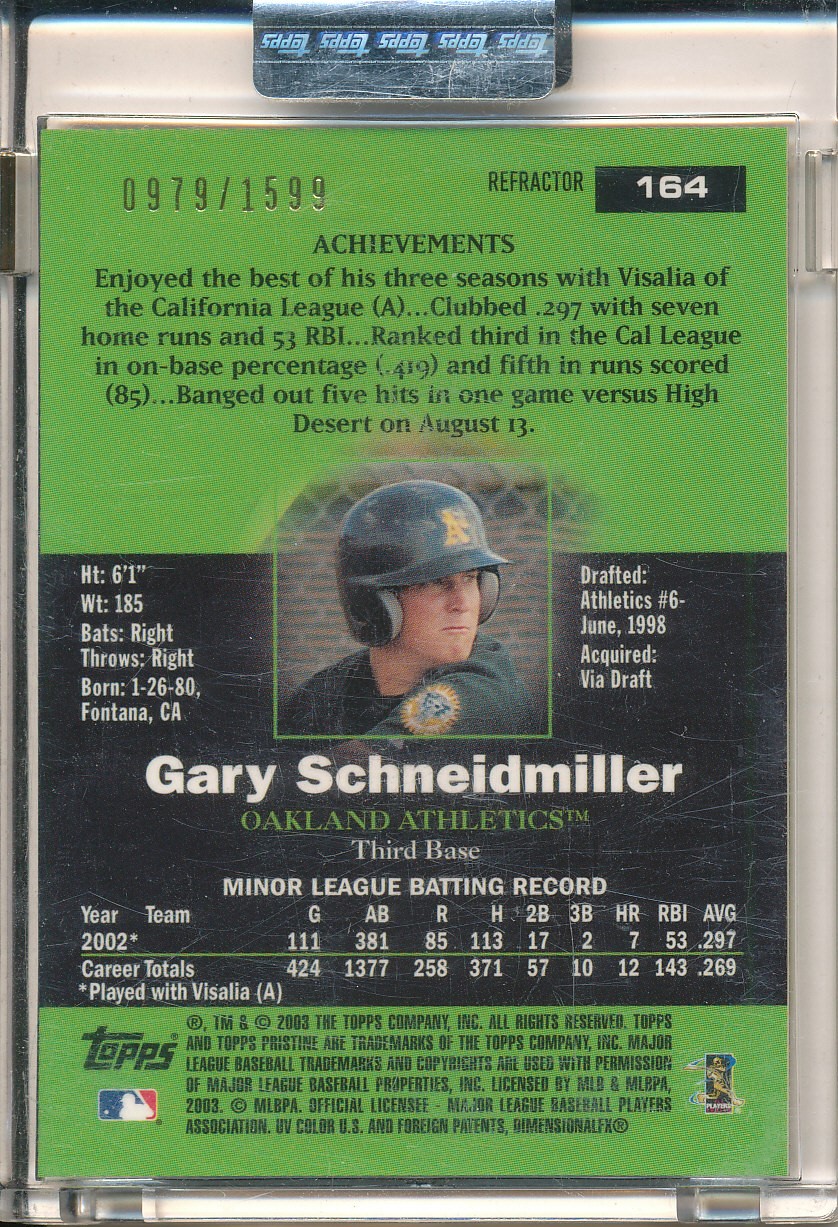 Topps Topps Topps Topps Topps
0979/1599
REFRACTOR 164
ACHIEVEMENTS
Enjoyed the best of his three seasons with Visalia of
the California League (A)...Clubbed .297 with seven
home runs and 53 RBI...Ranked third in the Cal League
in on-base percentage (.419) and fifth in runs scored
(85)...Banged out five hits in one game versus High
Desert on August 13.
Ht: 6'1"
Wt: 185
Bats: Right
Throws: Right
Born: 1-26-80,
Fontana, CA
A's
Drafted:
Athletics #6-
June, 1998
Acquired:
Via Draft
Gary Schneidmiller
OAKLAND ATHLETICS™
Third Base
MINOR LEAGUE BATTING RECORD
Year Team G AB R H 2B 3B HR RBI AVG
2002* 111 381 85 113 17 2 7 53 .297
Career Totals 424 1377 258 371 57 10 12 143 .269
*Played with Visalia (A)
Topps®
®, TM & © 2003 THE TOPPS COMPANY, INC. ALL RIGHTS RESERVED. TOPPS
AND TOPPS PRISTINE ARE TRADEMARKS OF THE TOPPS COMPANY, INC. MAJOR
LEAGUE BASEBALL TRADEMARKS AND COPYRIGHTS ARE USED WITH PERMISSION
OF MAJOR LEAGUE BASEBALL PROPERTIES, INC. LICENSED BY MLB & MLBPA,
2003. © MLBPA. OFFICIAL LICENSEE - MAJOR LEAGUE BASEBALL PLAYERS
ASSOCIATION. UV COLOR U.S. AND FOREIGN PATENTS, DIMENSIONALFX®
PLAYERS